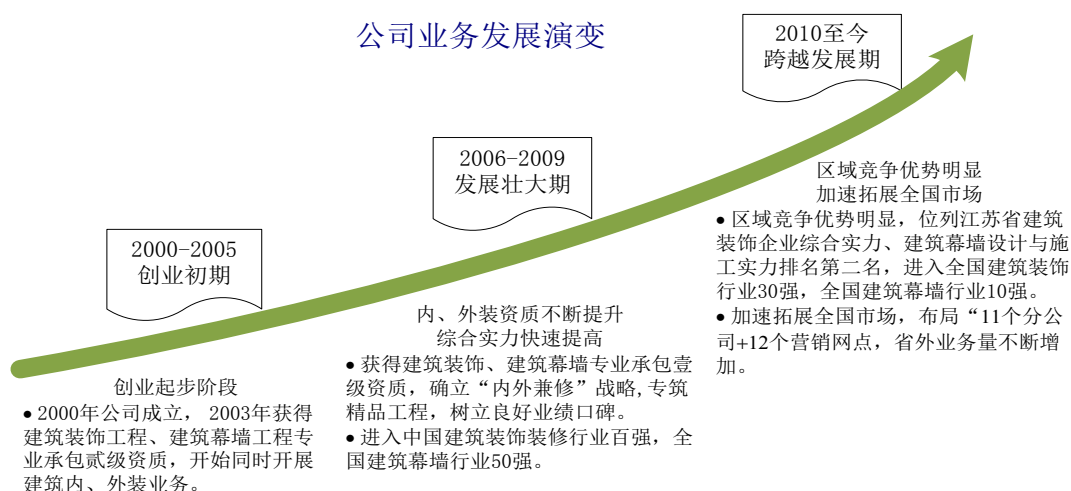 公司业务发展演变
2000-2005
创业初期
创业起步阶段
•2000年公司成立， 2003年获得
建筑装饰工程、建筑幕墙工程专
业承包贰级资质，开始同时开展
建筑内、外装业务。
2006-2009
发展壮大期
内、外装资质不断提升
综合实力快速提高
•获得建筑装饰、建筑幕墙专业承包壹
级资质，确立“内外兼修”战略,专筑
精品工程，树立良好业绩口碑。
•进入中国建筑装饰装修行业百强，全
国建筑幕墙行业50强。
2010至今
跨越发展期
区域竞争优势明显
加速拓展全国市场
•区域竞争优势明显，位列江苏省建筑
装饰企业综合实力、建筑幕墙设计与施
工实力排名第二名，进入全国建筑装饰
行业30强，全国建筑幕墙行业10强。
•加速拓展全国市场，布局“11个分公
司+12个营销网点，省外业务量不断增
加。